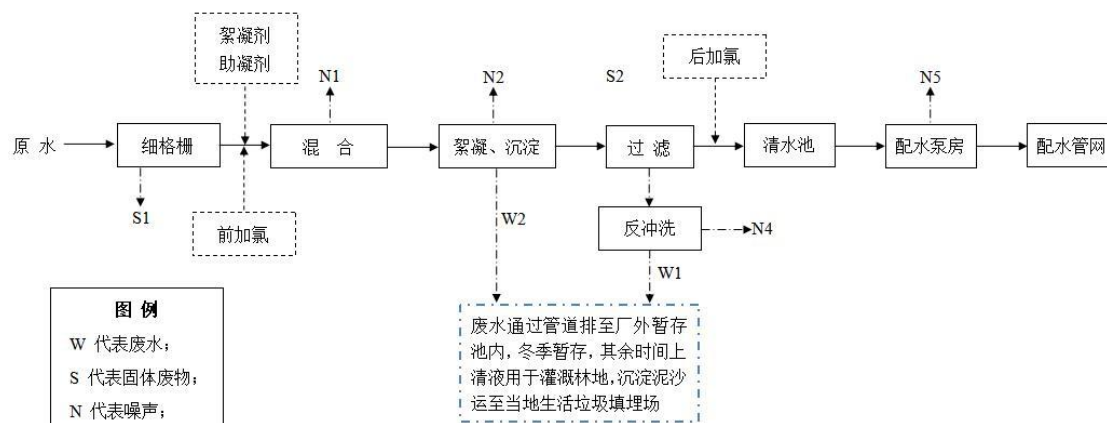 絮凝剂
助凝剂
N1
N2
S2
后加氯
N5
原水
细格栅
混合
絮凝、沉淀
过滤
清水池
配水泵房
配水管网
S1
前加氯
W2
反冲洗
N4
W1
图例
W 代表废水；
S 代表固体废物；
N 代表噪声；
废水通过管道排至厂外暂存
池内，冬季暂存，其余时间上
清液用于灌溉林地，沉淀泥沙
运至当地生活垃圾填埋场